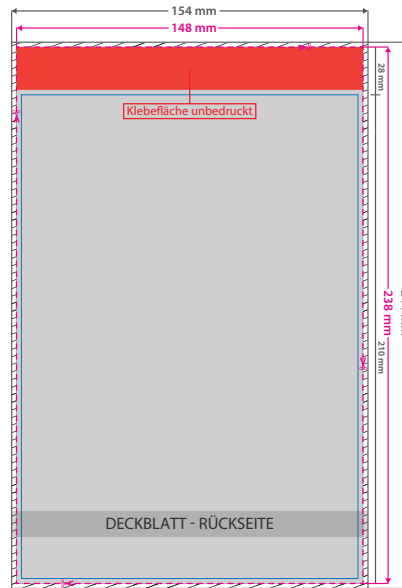 154 mm
148 mm
28 mm
Klebefläche unbedruckt
238 mm
210 mm
DECKBLATT - RÜCKSEITE